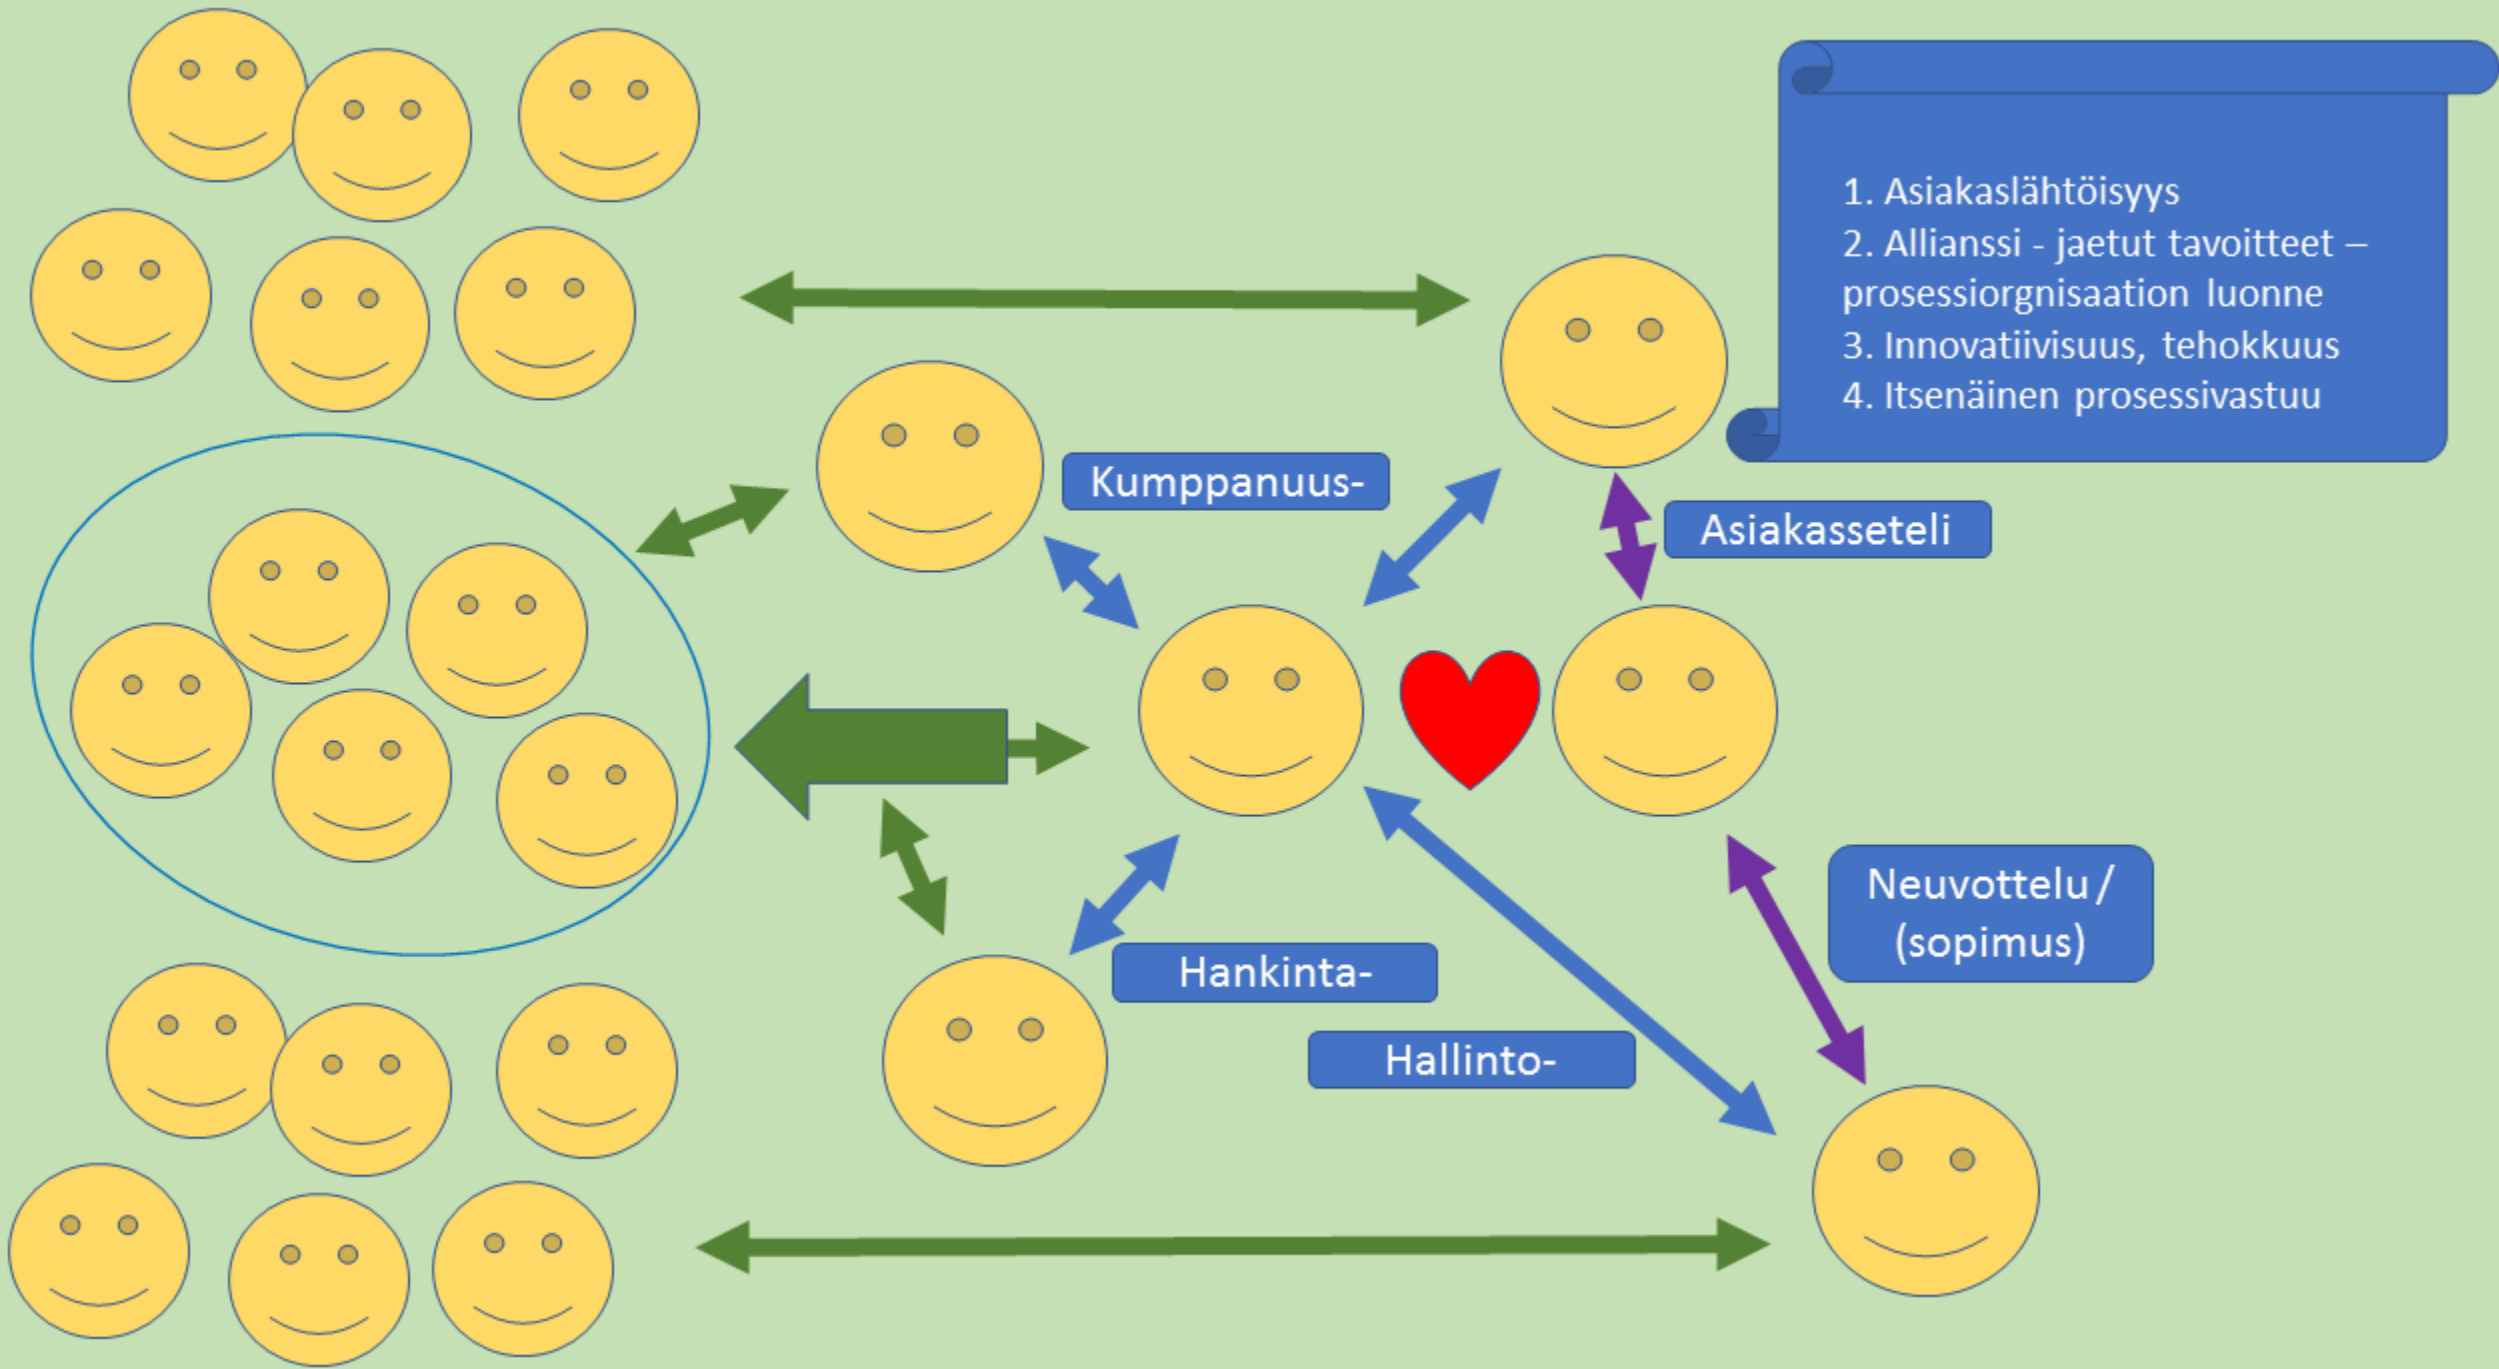 1. Asiakaslähtöisyys
2. Allianssi - jaetut tavoitteet –
prosessiorgnisaation luonne
3. Innovatiivisuus, tehokkuus
4. Itsenäinen prosessivastuu
Kumppanuus-
Asiakasseteli
Neuvottelu/
(sopimus)
Hankinta-
Hallinto-